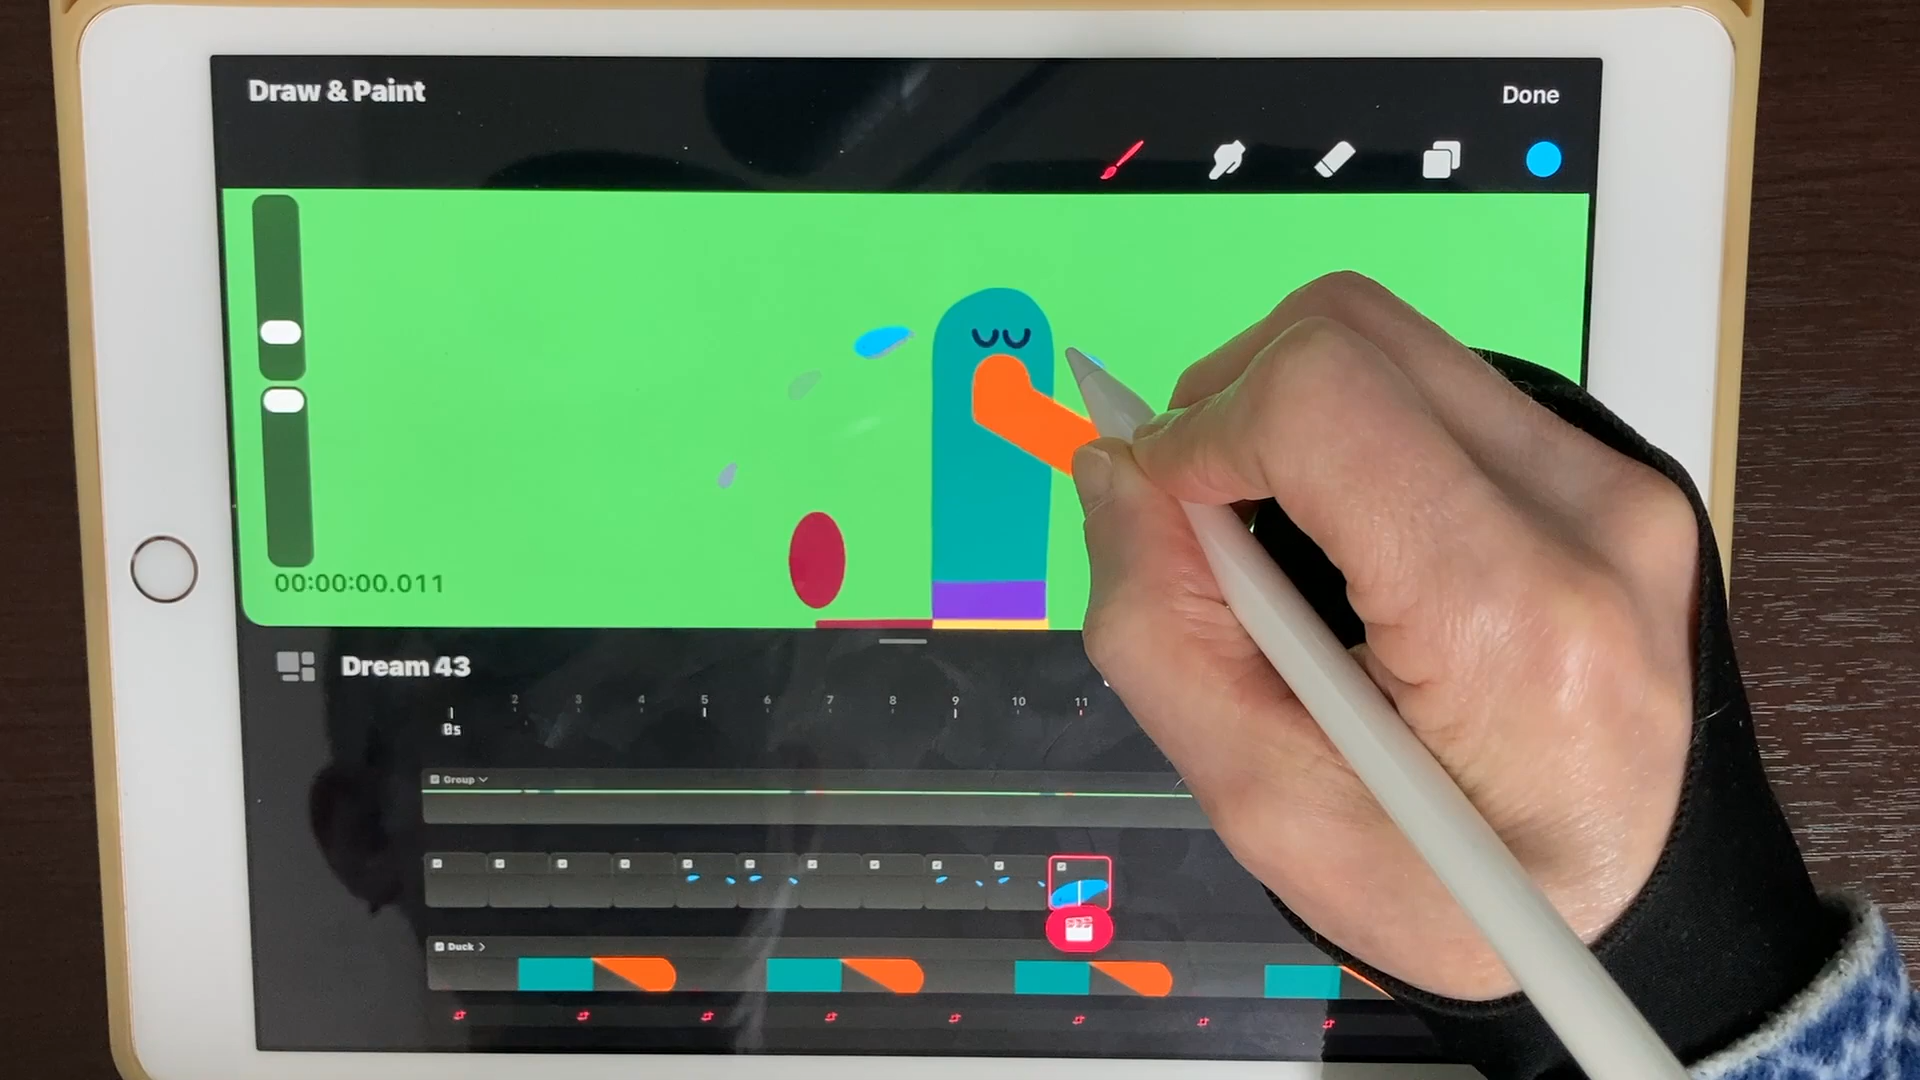 Draw & Paint
Done
00:00:00.011
Dream 43
2 3 4 5 6 7 8 9 10 11
0s
Group
Duck